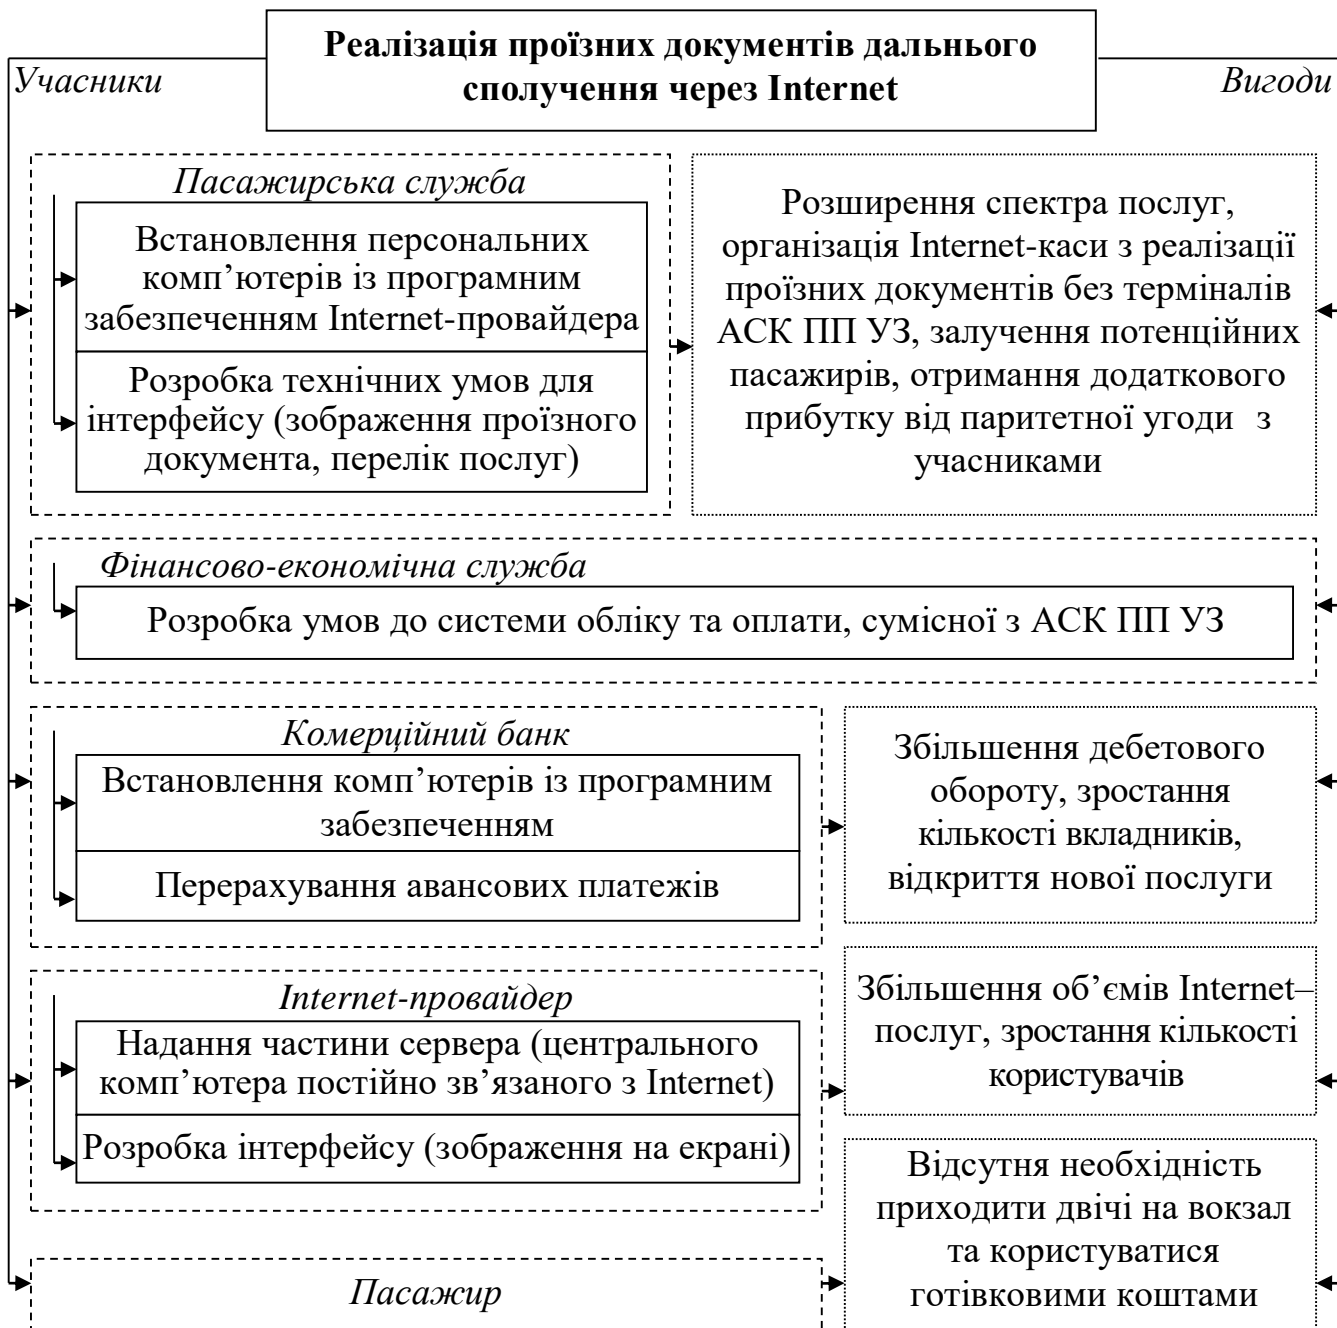 Реалізація проїзних документів дальнього
сполучення через Internet
Учасники
Вигоди
Пасажирська служба
Встановлення персональних
комп’ютерів із програмним
забезпеченням Internet-провайдера
Розробка технічних умов для
інтерфейсу (зображення проїзного
документа, перелік послуг)
Розширення спектра послуг,
організація Internet-каси з реалізації
проїзних документів без терміналів
АСК ПП УЗ, залучення потенційних
пасажирів, отримання додаткового
прибутку від паритетної угоди з
учасниками
Фінансово-економічна служба
Розробка умов до системи обліку та оплати, сумісної з АСК ПП УЗ
Комерційний банк
Встановлення комп’ютерів із програмним
забезпеченням
Перерахування авансових платежів
Збільшення дебетового
обороту, зростання
кількості вкладників,
відкриття нової послуги
Internet-провайдер
Надання частини сервера (центрального
комп’ютера постійно зв’язаного з Internet)
Розробка інтерфейсу (зображення на екрані)
Збільшення об’ємів Internet–
послуг, зростання кількості
користувачів
Пасажир
Відсутня необхідність
приходити двічі на вокзал
та користуватися
готівковими коштами